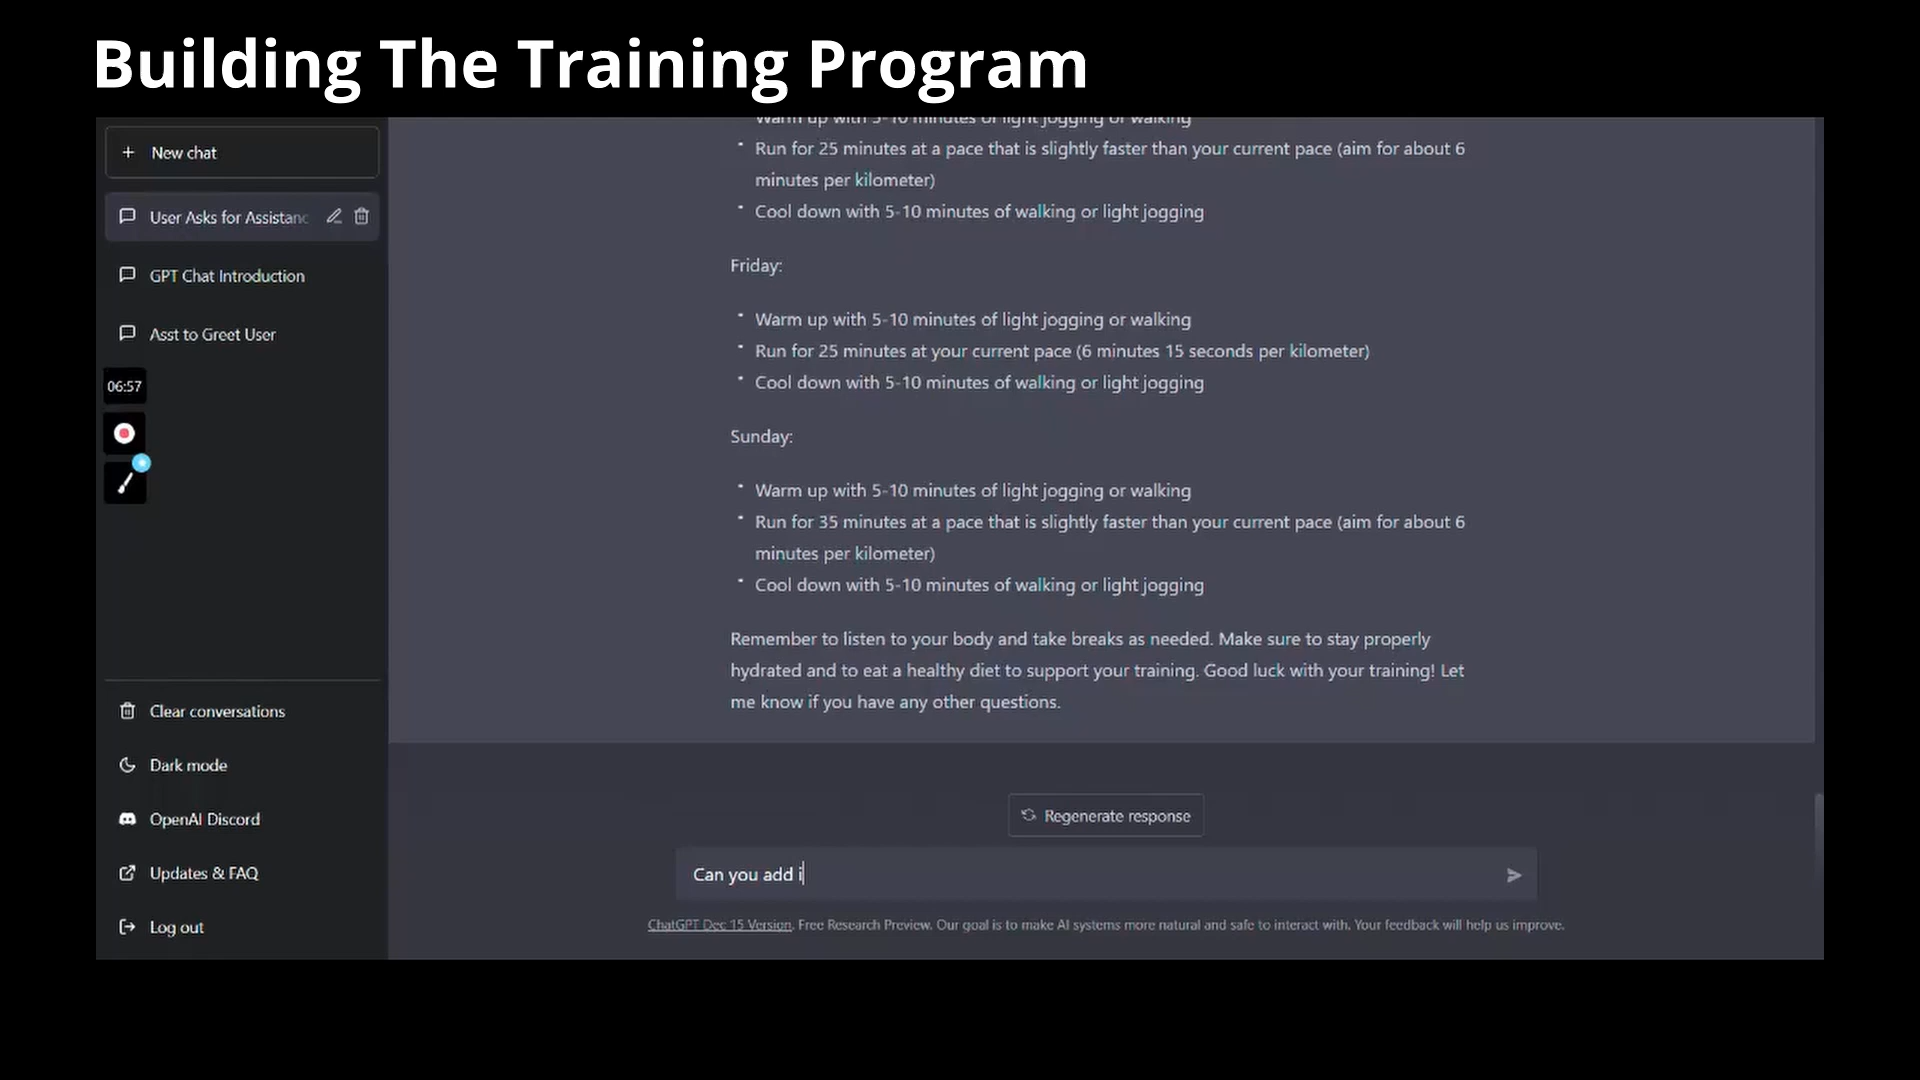 Building The Training Program
New chat
User Asks for Assistanc
GPT Chat Introduction
Asst to Greet User
06:57
Clear conversations
Dark mode
OpenAI Discord
Updates & FAQ
Log out
Warm up with 5-10 minutes of light jogging or walking
Run for 25 minutes at a pace that is slightly faster than your current pace (aim for about 6
minutes per kilometer)
Cool down with 5-10 minutes of walking or light jogging
Friday:
Warm up with 5-10 minutes of light jogging or walking
Run for 25 minutes at your current pace (6 minutes 15 seconds per kilometer)
Cool down with 5-10 minutes of walking or light jogging
Sunday:
Warm up with 5-10 minutes of light jogging or walking
Run for 35 minutes at a pace that is slightly faster than your current pace (aim for about 6
minutes per kilometer)
Cool down with 5-10 minutes of walking or light jogging
Remember to listen to your body and take breaks as needed. Make sure to stay properly
hydrated and to eat a healthy diet to support your training. Good luck with your training! Let
me know if you have any other questions.
Regenerate response
Can you add i
ChatGPT Dec 15 Version. Free Research Preview. Our goal is to make AI systems more natural and safe to interact with. Your feedback will help us improve.